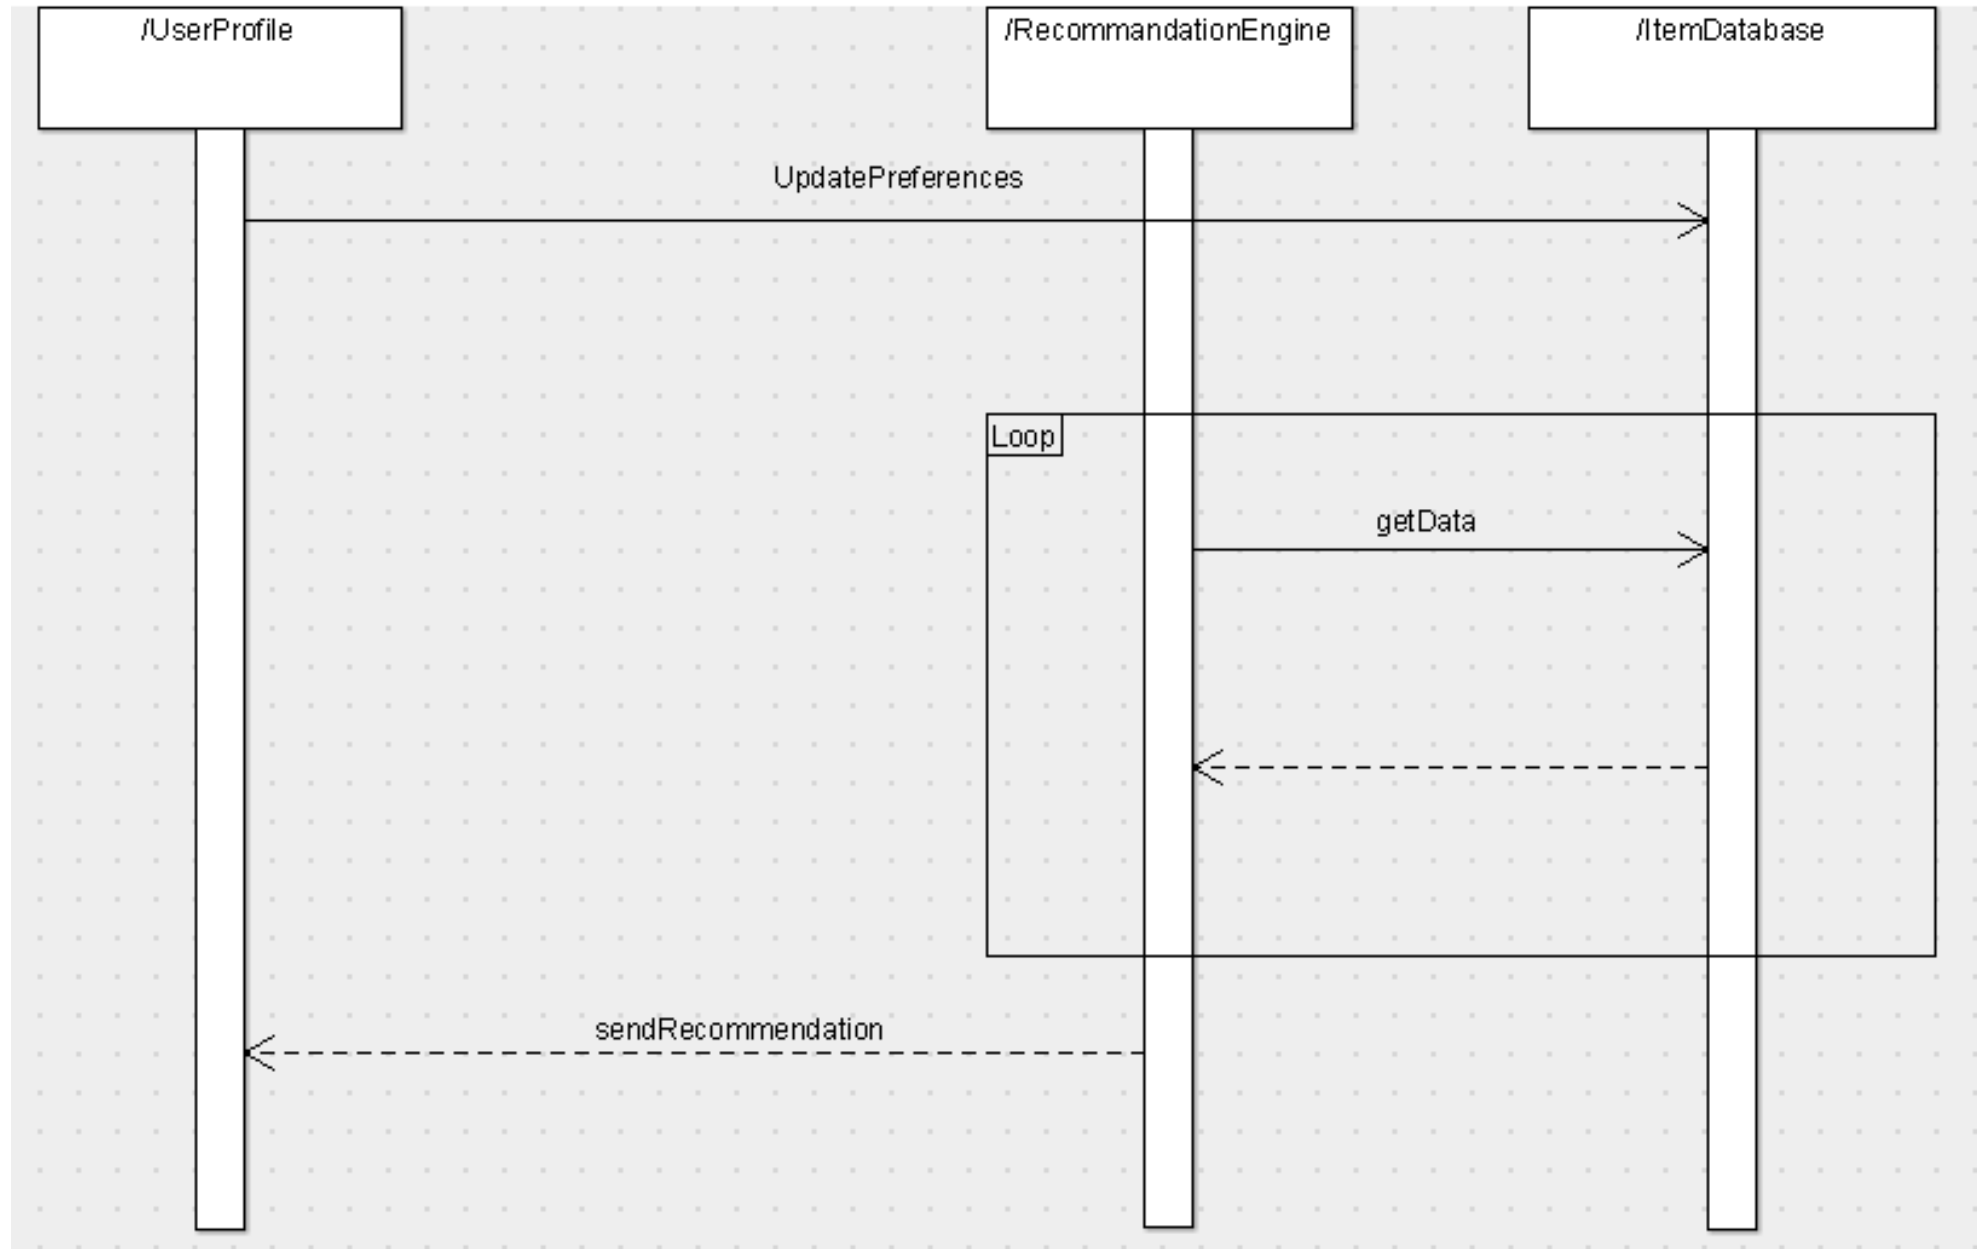 /UserProfile
/RecommandationEngine
/ItemDatabase
UpdatePreferences
Loop
getData
sendRecommendation